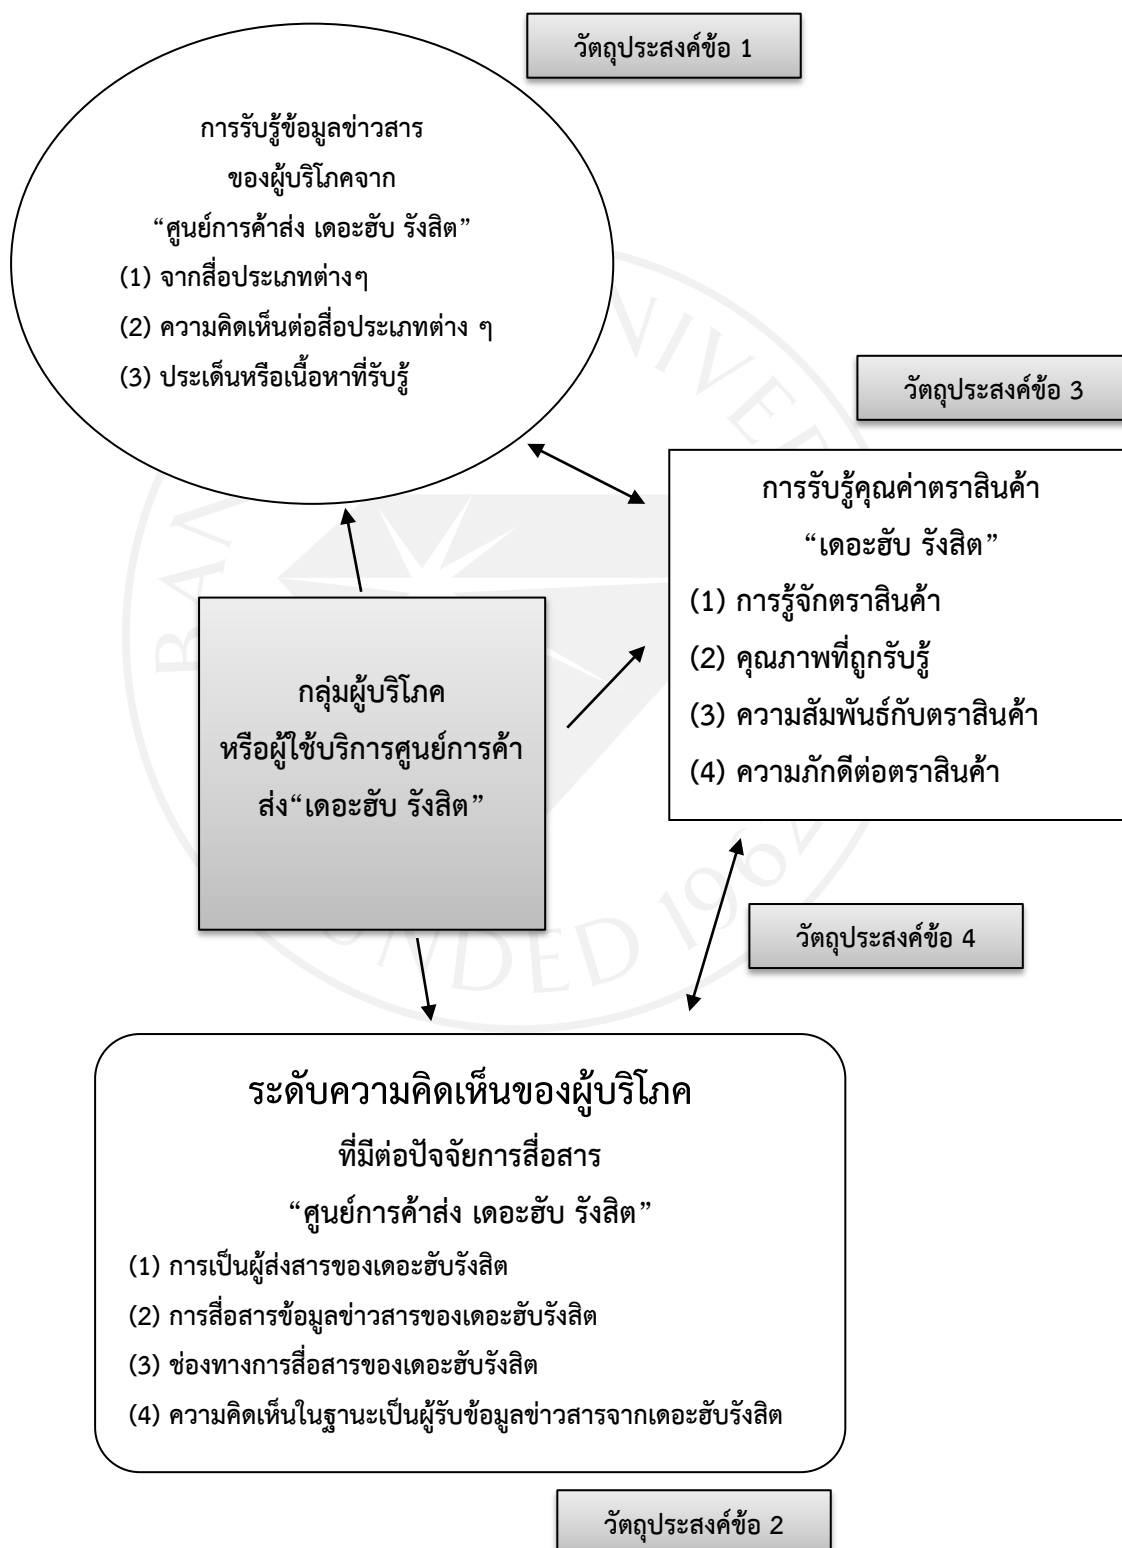 วัตถุประสงค์ข้อ 1
การรับรู้ข้อมูลข่าวสาร
ของผู้บริโภคจาก
“ศูนย์การค้าส่ง เดอะฮับ รังสิต”
(1) จากสื่อประเภทต่างๆ
(2) ความคิดเห็นต่อสื่อประเภทต่าง ๆ
(3) ประเด็นหรือเนื้อหาที่รับรู้
วัตถุประสงค์ข้อ 3
การรับรู้คุณค่าตราสินค้า
“เดอะฮับ รังสิต”
(1) การรู้จักตราสินค้า
(2) คุณภาพที่ถูกรับรู้
(3) ความสัมพันธ์กับตราสินค้า
(4) ความภักดีต่อตราสินค้า
กลุ่มผู้บริโภค
หรือผู้ใช้บริการศูนย์การค้า
ส่ง“เดอะฮับ รังสิต”
วัตถุประสงค์ข้อ 4
ระดับความคิดเห็นของผู้บริโภค
ที่มีต่อปัจจัยการสื่อสาร
“ศูนย์การค้าส่ง เดอะฮับ รังสิต”
(1) การเป็นผู้ส่งสารของเดอะฮับรังสิต
(2) การสื่อสารข้อมูลข่าวสารของเดอะฮับรังสิต
(3) ช่องทางการสื่อสารของเดอะฮับรังสิต
(4) ความคิดเห็นในฐานะเป็นผู้รับข้อมูลข่าวสารจากเดอะฮับรังสิต
วัตถุประสงค์ข้อ 2